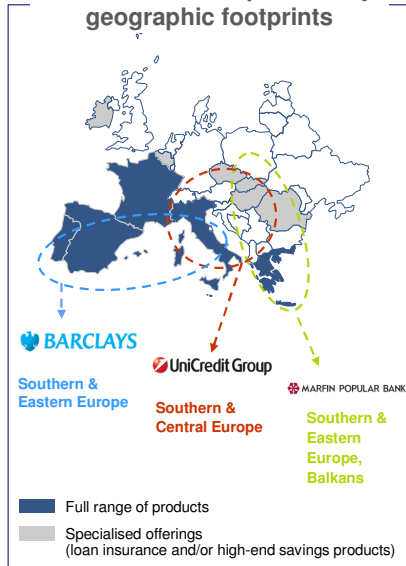 geographic footprints
BARCLAYS
Southern &
Eastern Europe
UniCredit Group
Southern &
Central Europe
MARFIN POPULAR BANK
Southern &
Eastern
Europe,
Balkans
Full range of products
Specialised offerings
(loan insurance and/or high-end savings products)